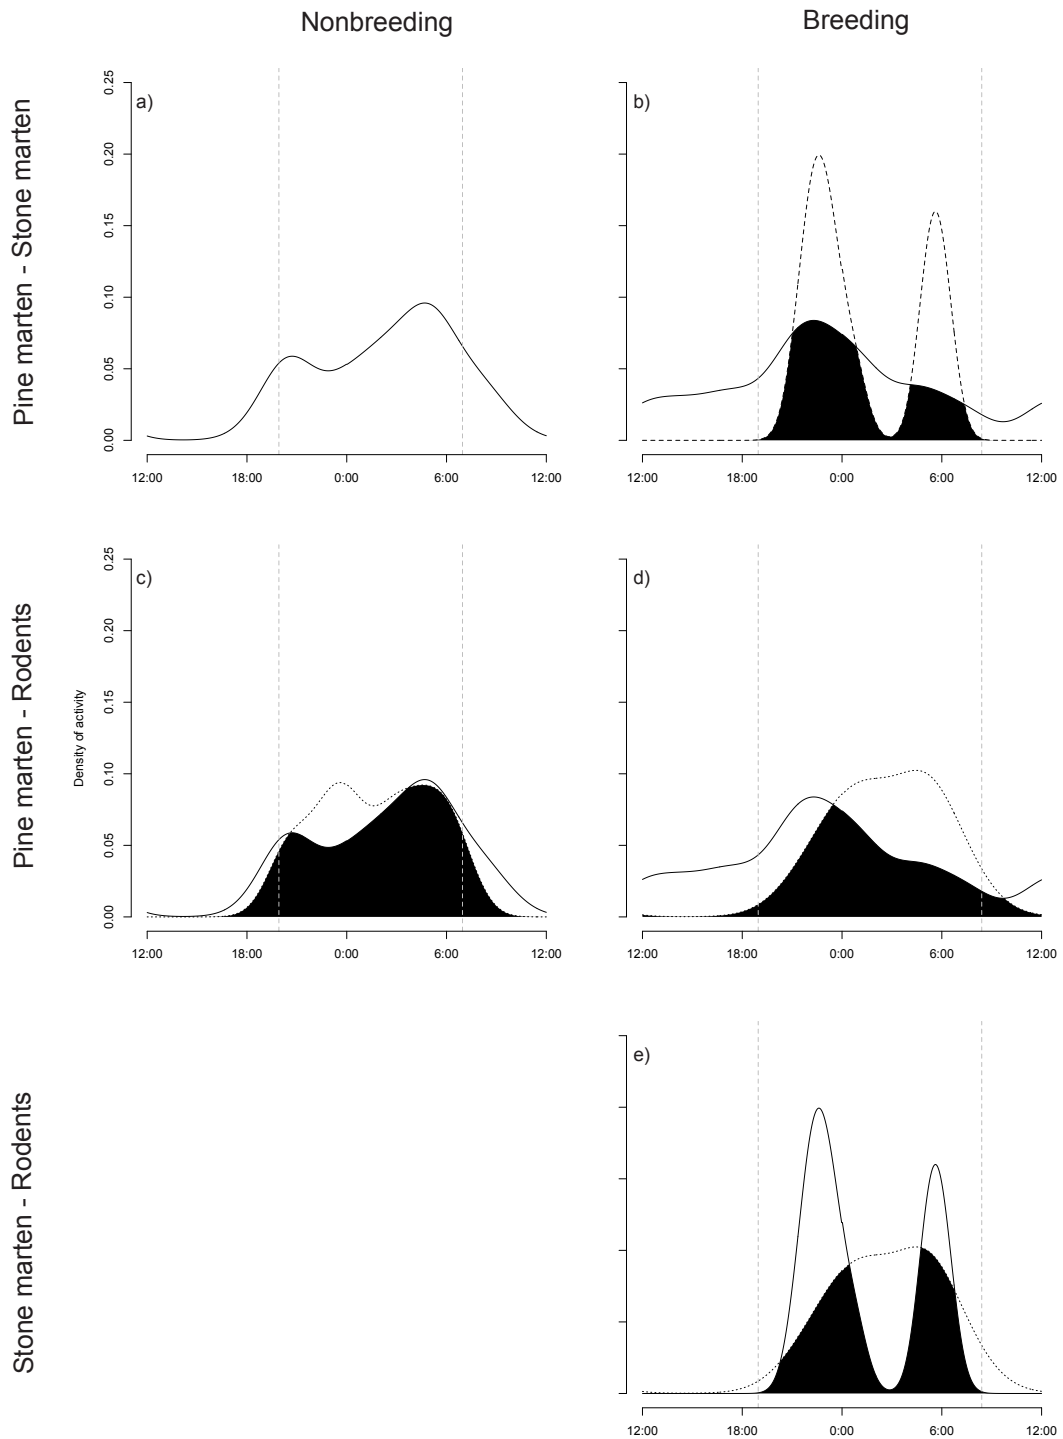 Nonbreeding
Breeding
Pine marten - Stone marten
a)
0.25
0.20
0.15
0.10
0.05
0.00
12:00 18:00 0:00 6:00 12:00
b)
12:00 18:00 0:00 6:00 12:00
Pine marten - Rodents
Density of activity
c)
0.25
0.20
0.15
0.10
0.05
0.00
12:00 18:00 0:00 6:00 12:00
d)
12:00 18:00 0:00 6:00 12:00
Stone marten - Rodents
e)
12:00 18:00 0:00 6:00 12:00